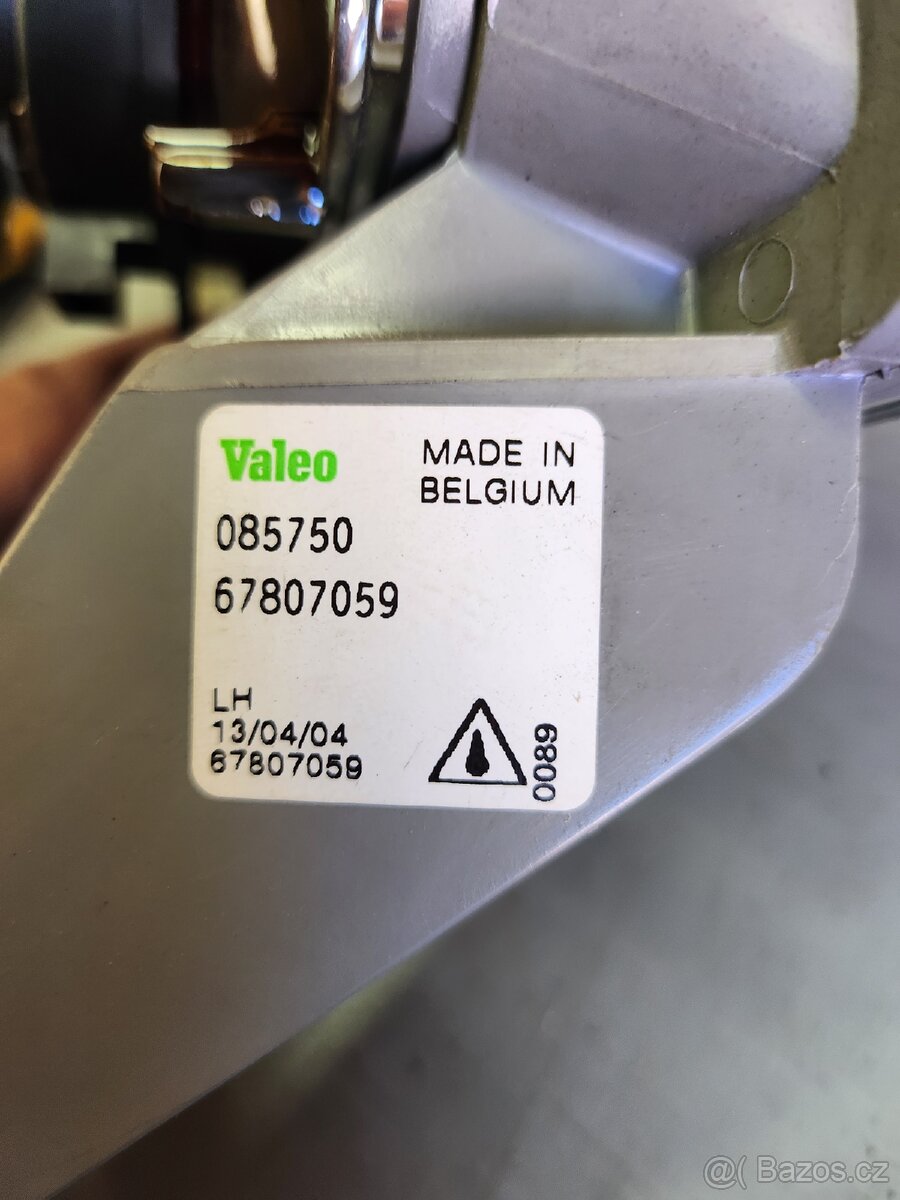 Valeo
MADE IN
BELGIUM
085750
67807059
LH
13/04/04
67807059
0089
@( Bazos.cz